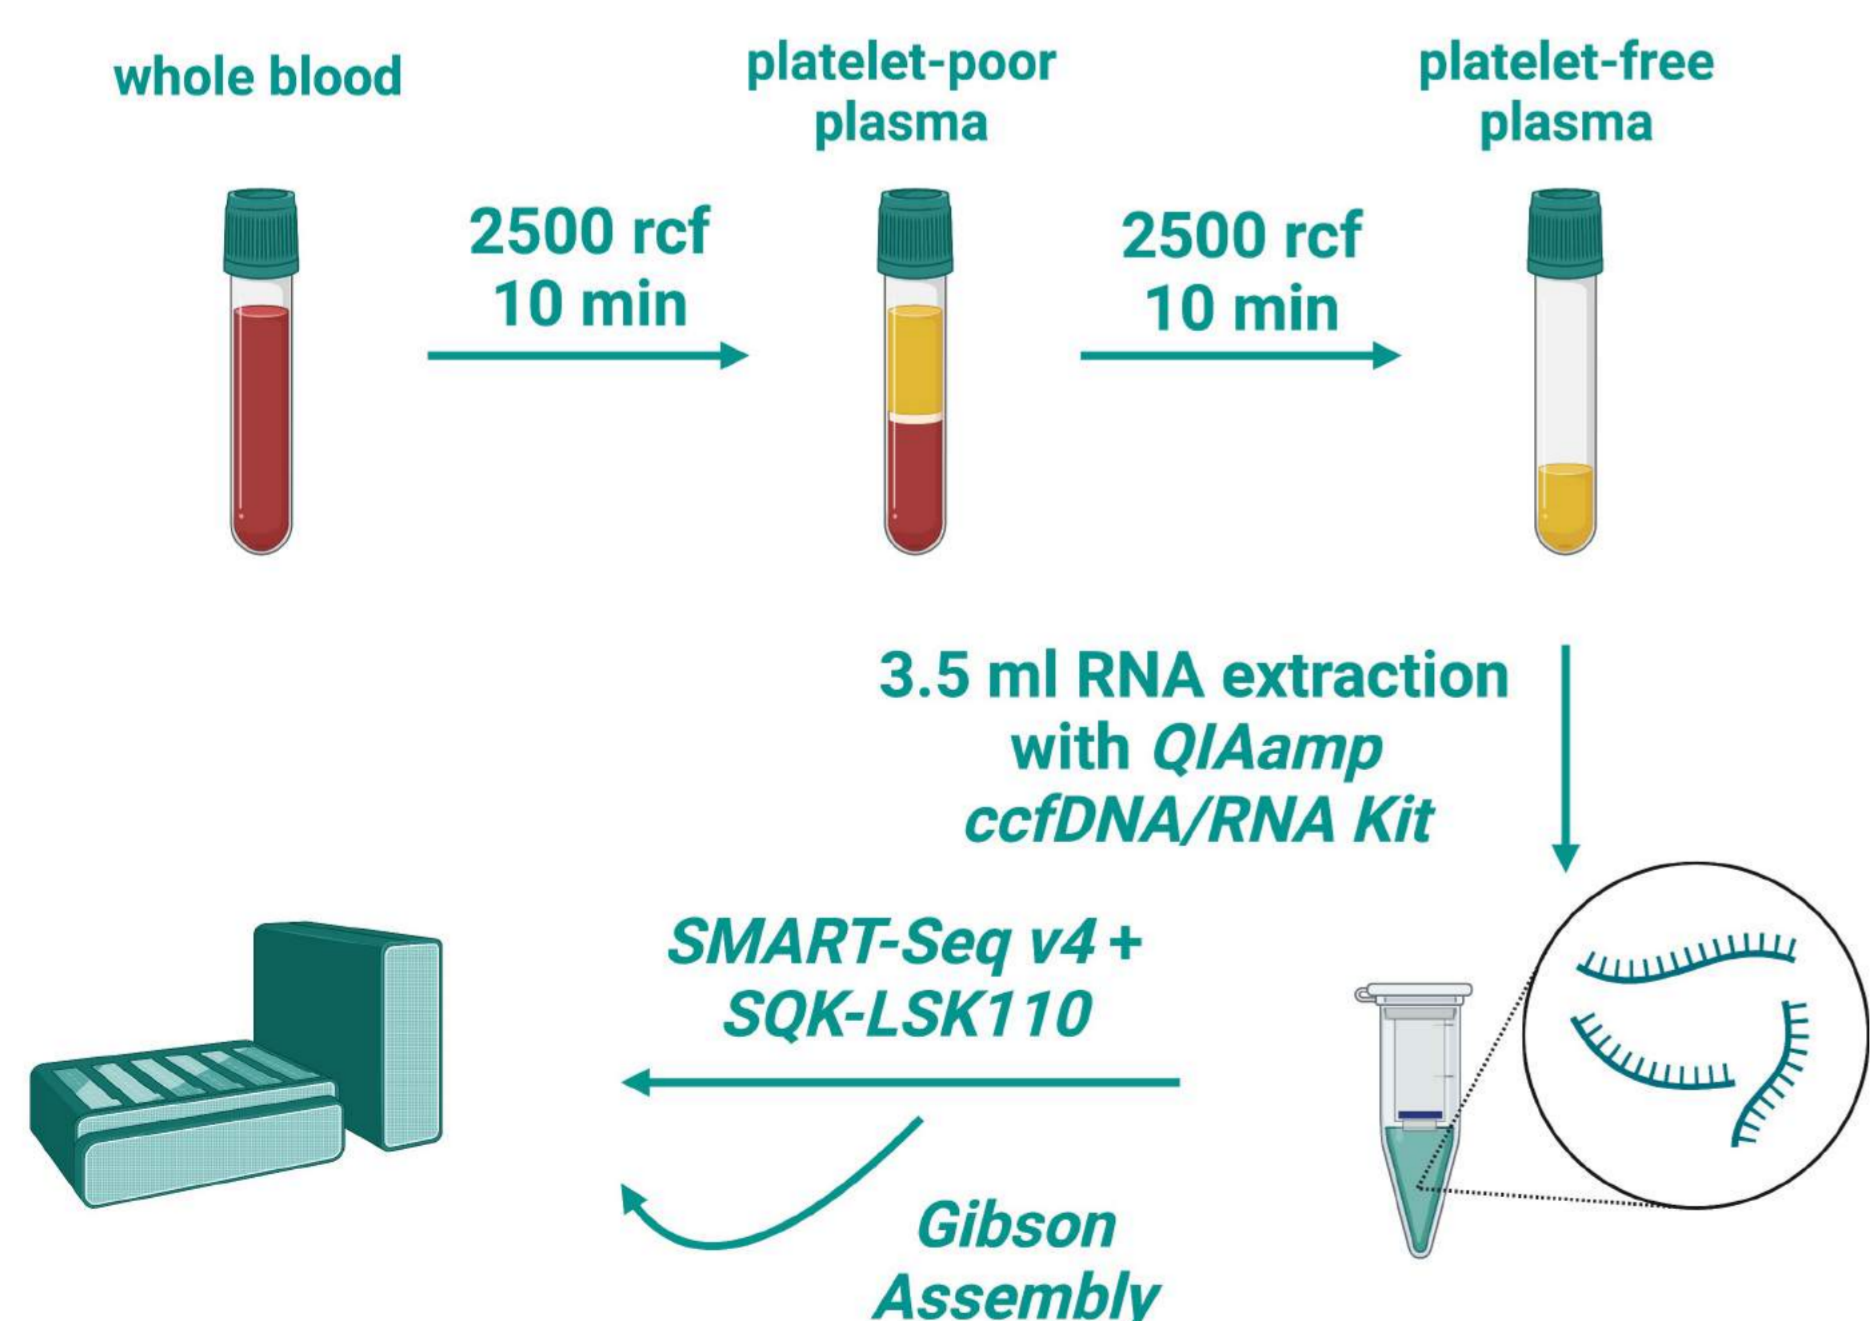 whole blood
platelet-poor
plasma
platelet-free
plasma
2500 rcf
10 min
2500 rcf
10 min
3.5 ml RNA extraction
with QIAamp
ccfDNA/RNA Kit
SMART-Seq v4 +
SQK-LSK110
Gibson
Assembly